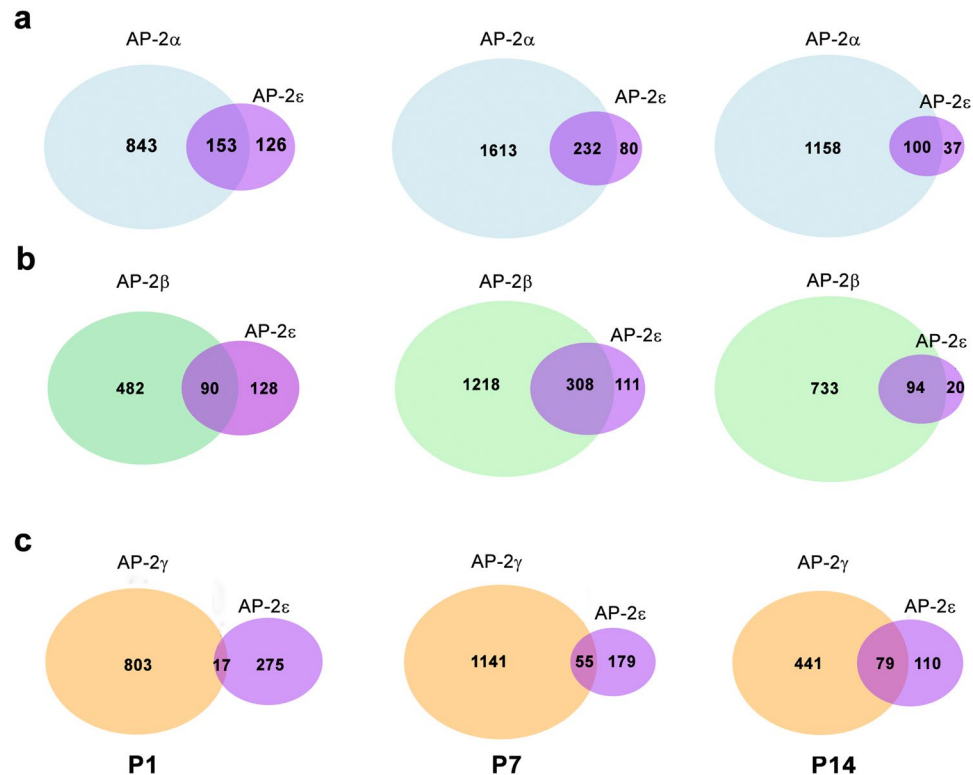 a
AP-2α AP-2α AP-2α
AP-2ε AP-2ε AP-2ε
843 153 126 1613 232 80 1158 100 37
b
AP-2β AP-2β AP-2β
AP-2ε AP-2ε AP-2ε
482 90 128 1218 308 111 733 94 20
c
AP-2γ AP-2γ AP-2γ
AP-2ε AP-2ε AP-2ε
803 17 275 1141 55 179 441 79 110
P1 P7 P14